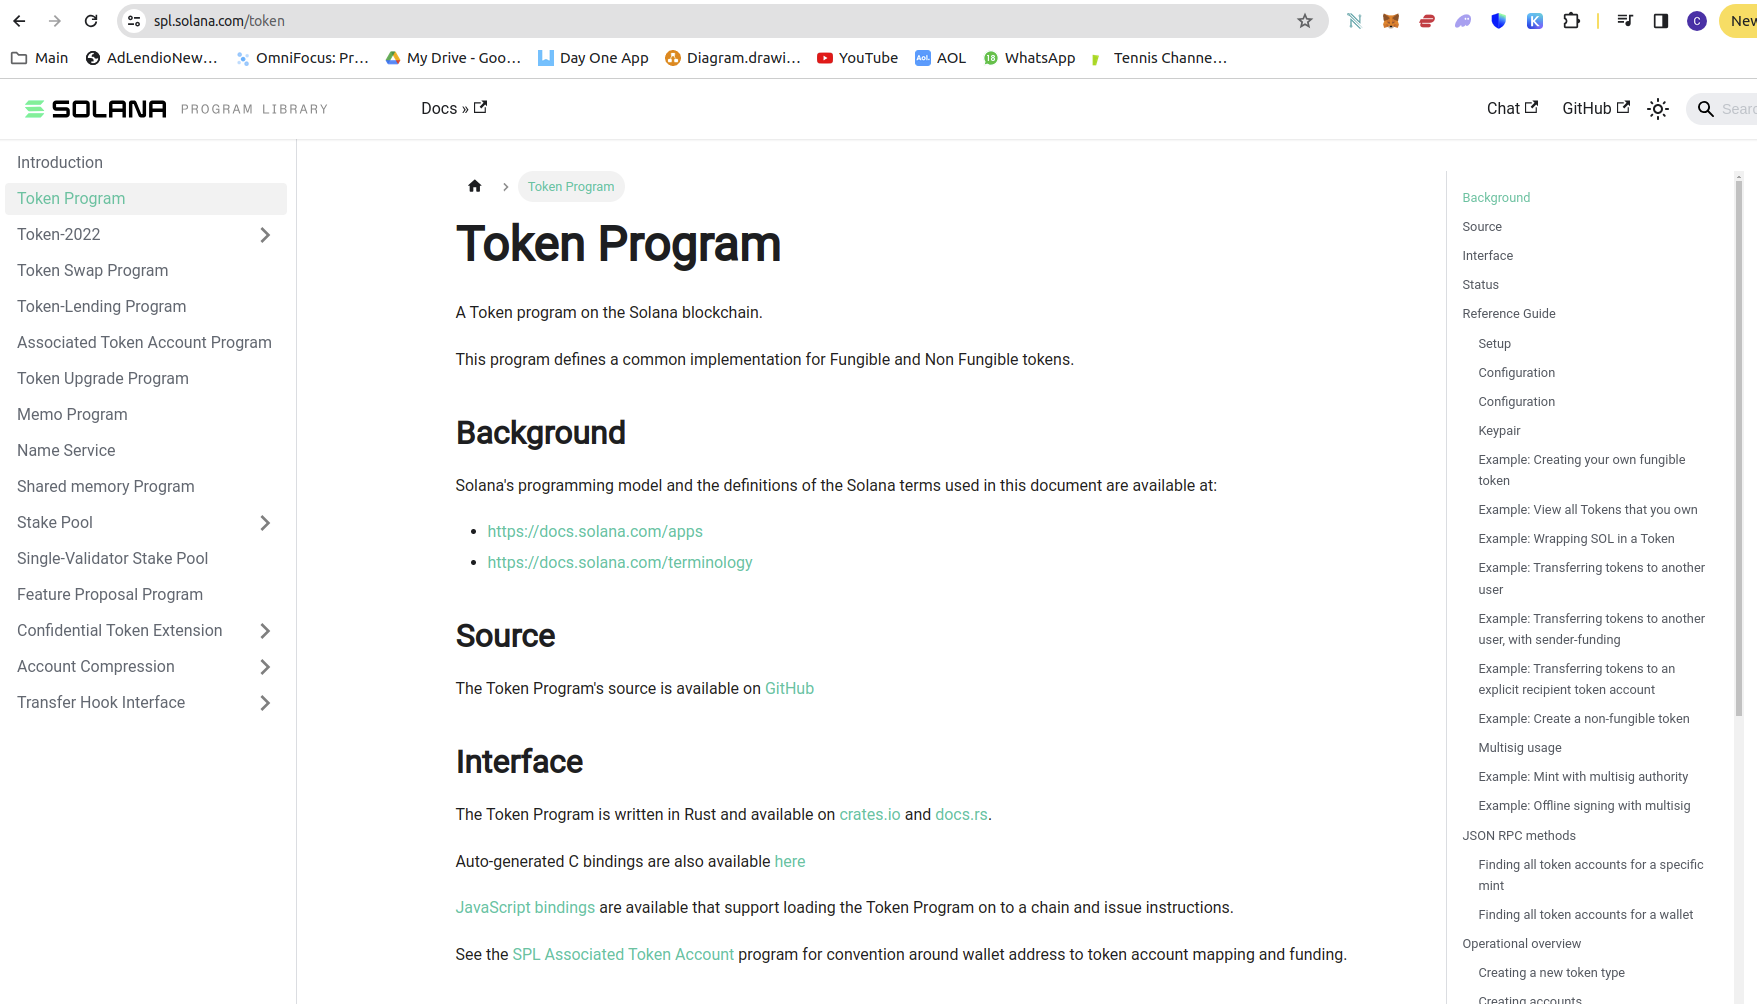 spl.solana.com/token
New
Main
AdLendioNew...
OmniFocus: Pr...
My Drive - Goo...
Day One App
Diagram.drawi...
YouTube
AOL
WhatsApp
Tennis Channe...
SOLANA PROGRAM LIBRARY
Docs »
Chat
GitHub
Searc
Introduction
Token Program
Token-2022
Token Swap Program
Token-Lending Program
Associated Token Account Program
Token Upgrade Program
Memo Program
Name Service
Shared memory Program
Stake Pool
Single-Validator Stake Pool
Feature Proposal Program
Confidential Token Extension
Account Compression
Transfer Hook Interface
Token Program
Token Program
A Token program on the Solana blockchain.
This program defines a common implementation for Fungible and Non Fungible tokens.
Background
Solana's programming model and the definitions of the Solana terms used in this document are available at:
https://docs.solana.com/apps
https://docs.solana.com/terminology
Source
The Token Program's source is available on GitHub
Interface
The Token Program is written in Rust and available on crates.io and docs.rs.
Auto-generated C bindings are also available here
JavaScript bindings are available that support loading the Token Program on to a chain and issue instructions.
See the SPL Associated Token Account program for convention around wallet address to token account mapping and funding.
Background
Source
Interface
Status
Reference Guide
Setup
Configuration
Configuration
Keypair
Example: Creating your own fungible
token
Example: View all Tokens that you own
Example: Wrapping SOL in a Token
Example: Transferring tokens to another
user
Example: Transferring tokens to another
user, with sender-funding
Example: Transferring tokens to an
explicit recipient token account
Example: Create a non-fungible token
Multisig usage
Example: Mint with multisig authority
Example: Offline signing with multisig
JSON RPC methods
Finding all token accounts for a specific
mint
Finding all token accounts for a wallet
Operational overview
Creating a new token type
Creating accounts